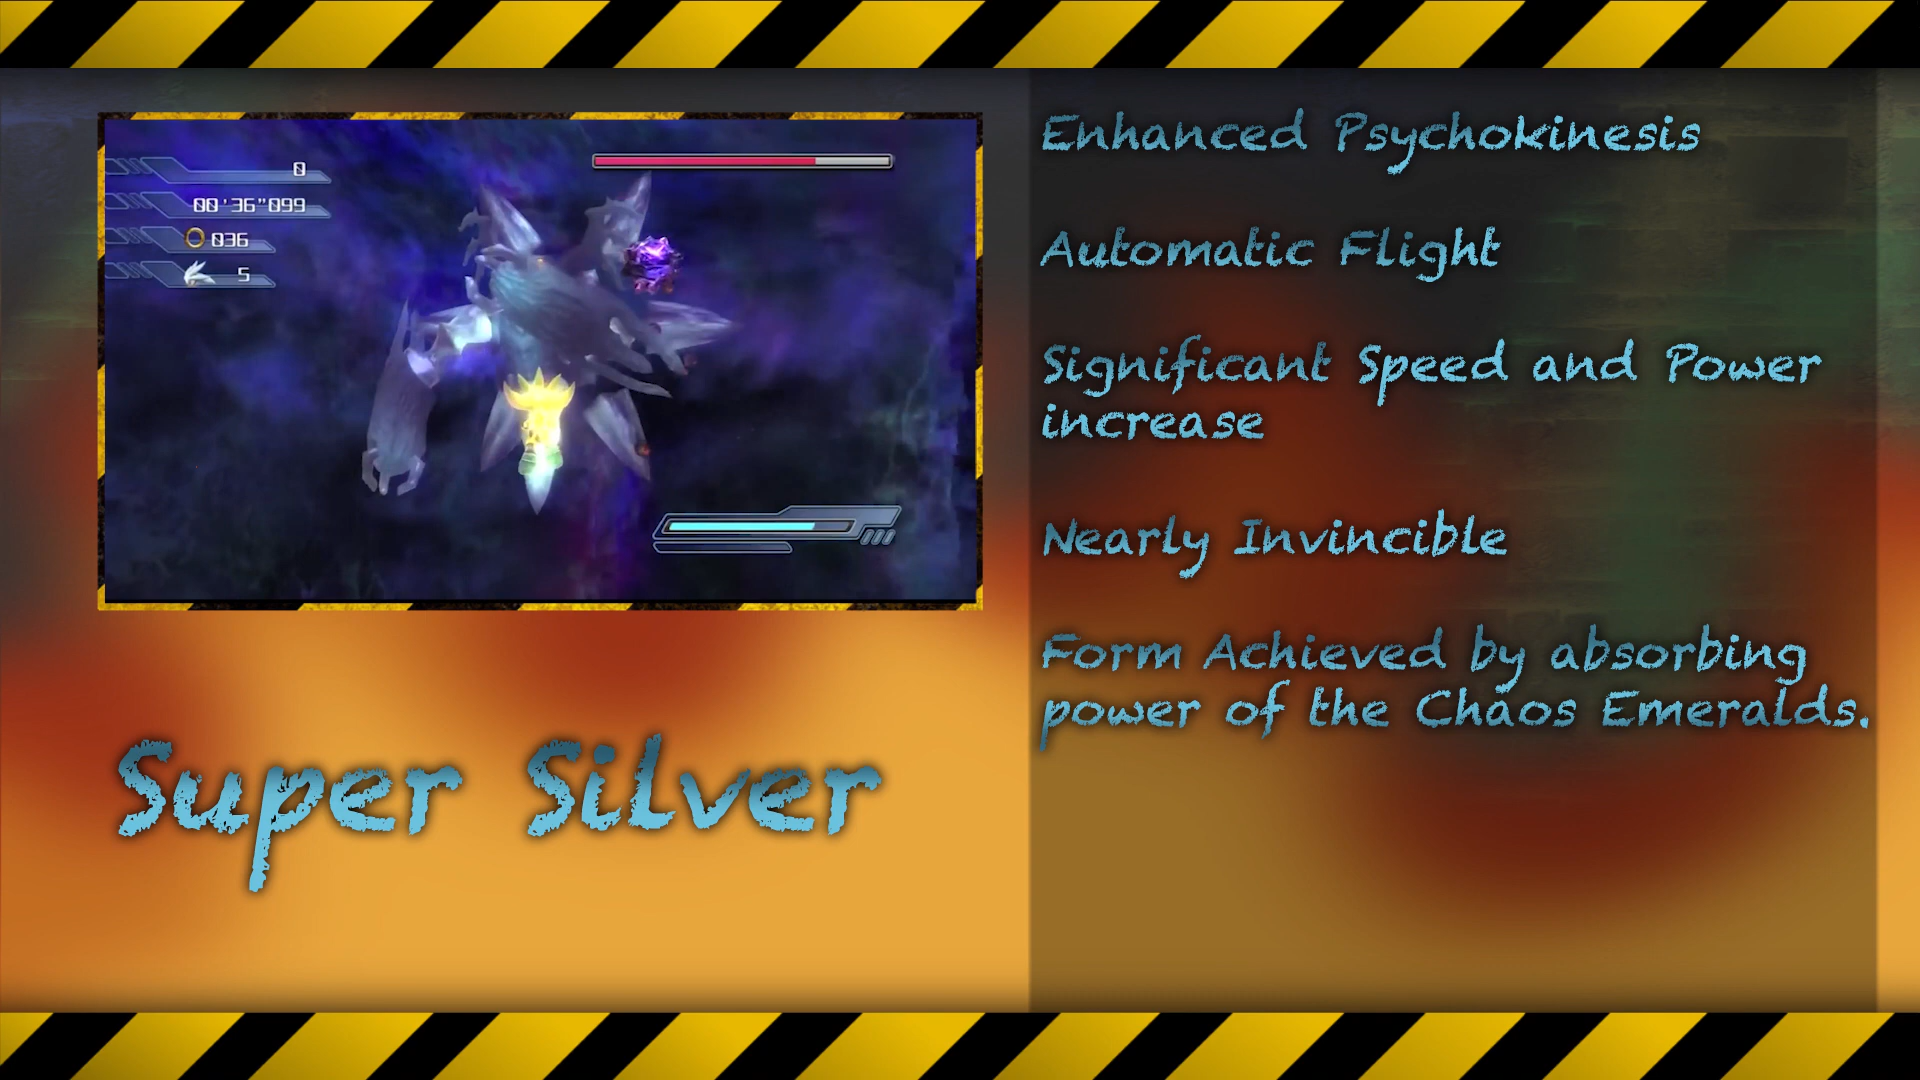 0
00'36"099
036
5
Super Silver
Enhanced Psychokinesis
Automatic Flight
Significant Speed and Power
increase
Nearly Invincible
Form Achieved by absorbing
power of the Chaos Emeralds.